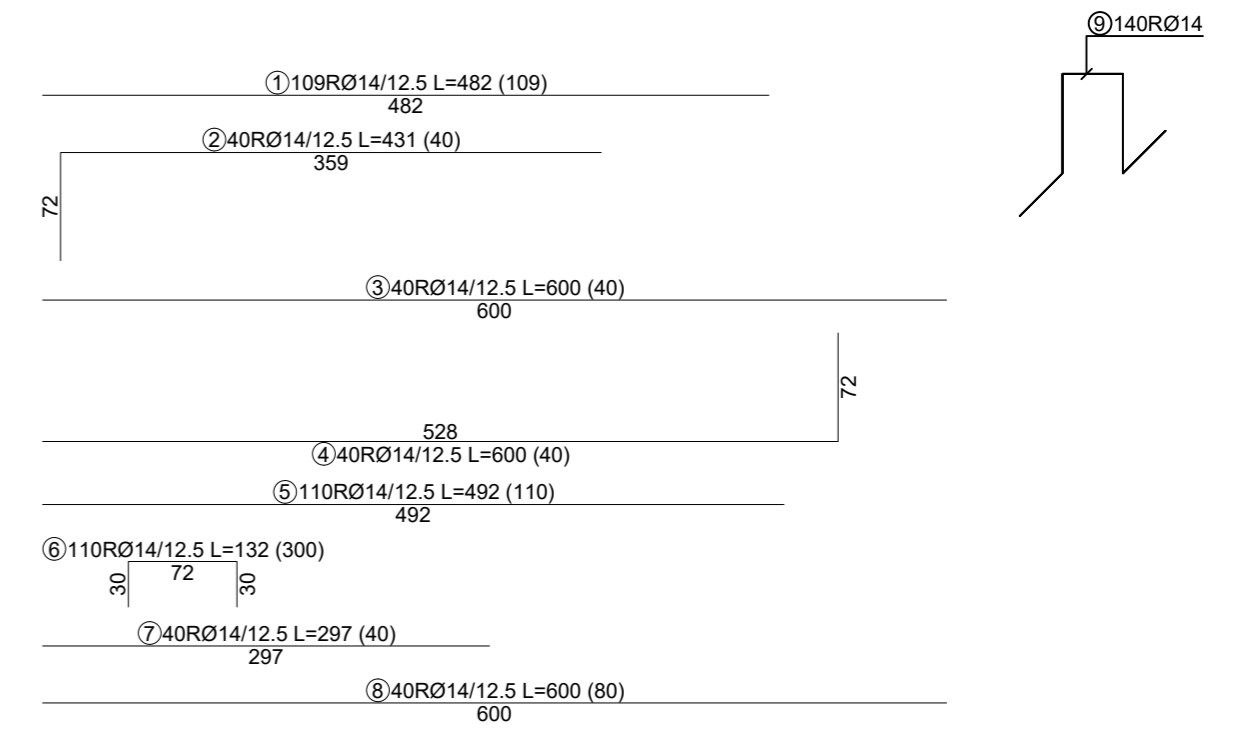 ⑨140RØ14
①109RØ14/12.5 L=482 (109)
482
②40RØ14/12.5 L=431 (40)
359
72
③40RØ14/12.5 L=600 (40)
600
72
528
④40RØ14/12.5 L=600 (40)
⑤110RØ14/12.5 L=492 (110)
492
⑥110RØ14/12.5 L=132 (300)
30
72
30
⑦40RØ14/12.5 L=297 (40)
297
⑧40RØ14/12.5 L=600 (80)
600